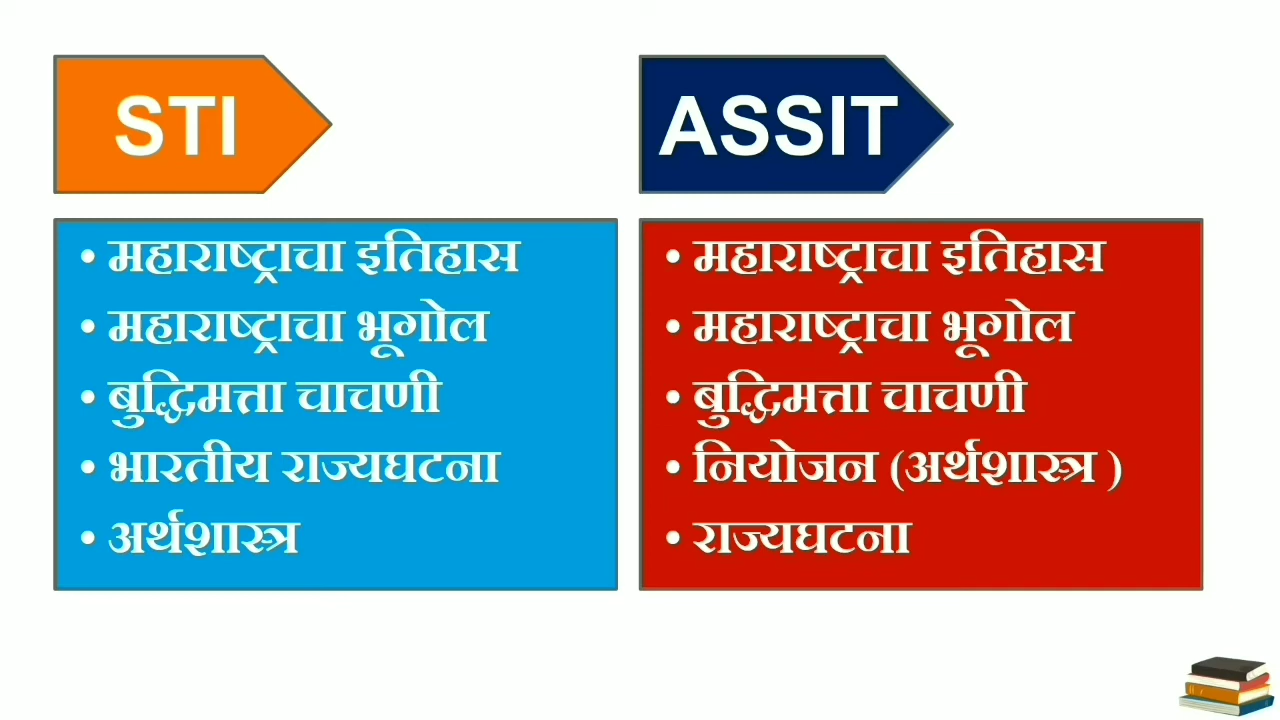 STI
• महाराष्ट्राचा इतिहास
• महाराष्ट्राचा भूगोल
• बुद्धिमत्ता चाचणी
• भारतीय राज्यघटना
• अर्थशास्त्र
ASSIT
• महाराष्ट्राचा इतिहास
• महाराष्ट्राचा भूगोल
• बुद्धिमत्ता चाचणी
• नियोजन (अर्थशास्त्र )
• राज्यघटना